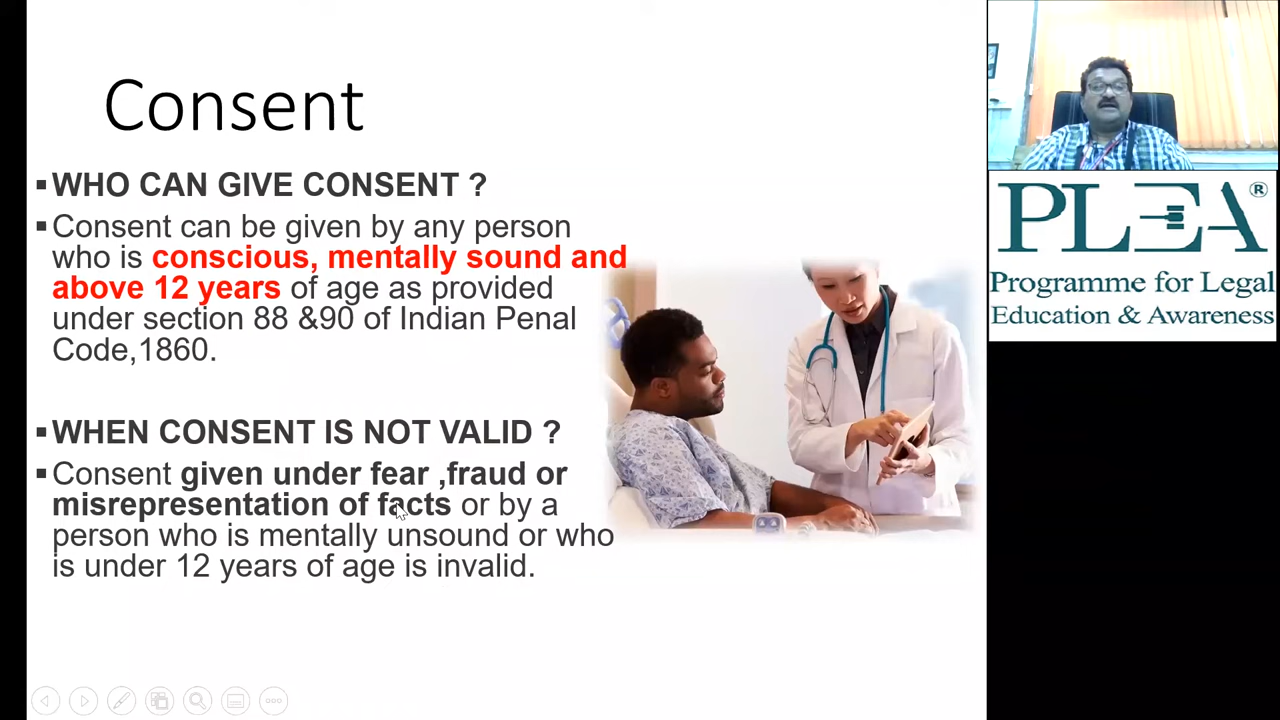 Consent
▪WHO CAN GIVE CONSENT ?
▪Consent can be given by any person
who is conscious, mentally sound and
above 12 years of age as provided
under section 88 &90 of Indian Penal
Code,1860.
▪WHEN CONSENT IS NOT VALID ?
▪Consent given under fear ,fraud or
misrepresentation of facts or by a
person who is mentally unsound or who
is under 12 years of age is invalid.
PLEA®
Programme for Legal
Education & Awareness